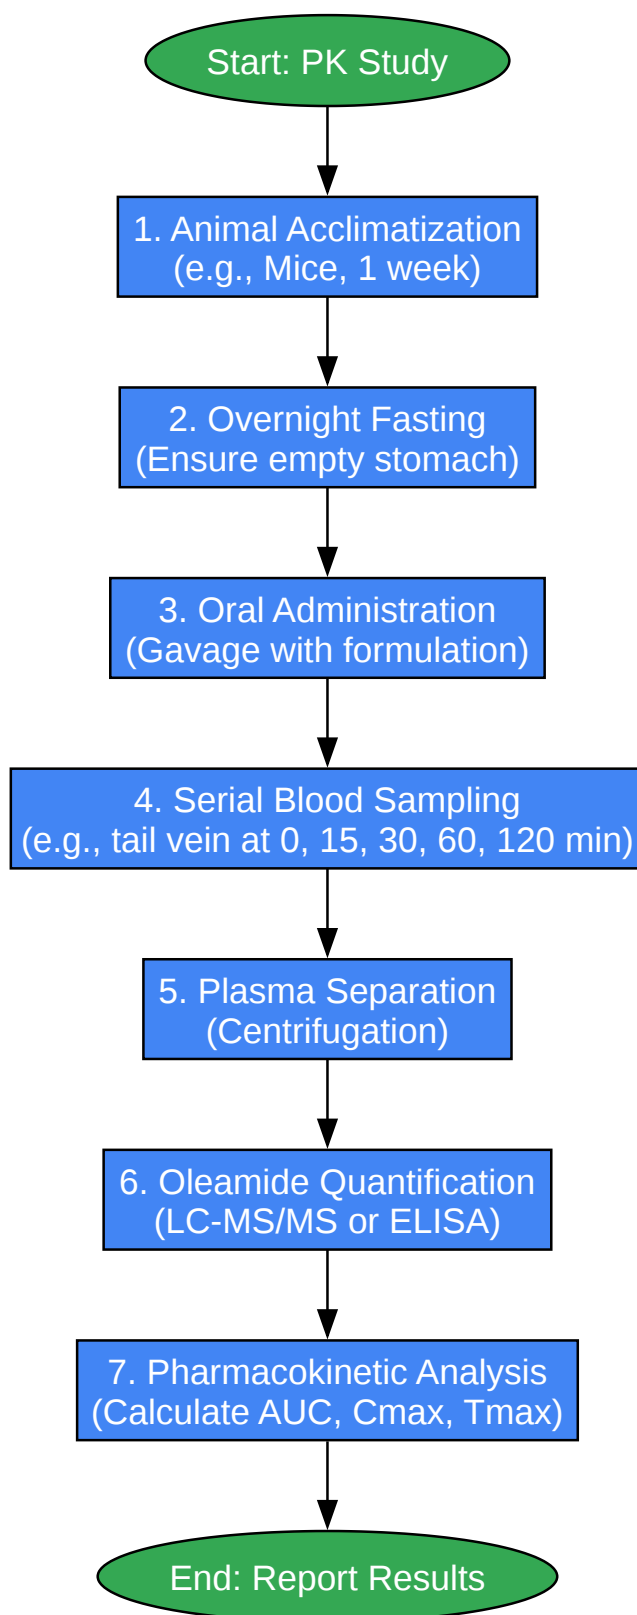 Start: PK Study
1. Animal Acclimatization
(e.g., Mice, 1 week)
2. Overnight Fasting
(Ensure empty stomach)
3. Oral Administration
(Gavage with formulation)
4. Serial Blood Sampling
(e.g., tail vein at 0, 15, 30, 60, 120 min)
5. Plasma Separation
(Centrifugation)
6. Oleamide Quantification
(LC-MS/MS or ELISA)
7. Pharmacokinetic Analysis
(Calculate AUC, Cmax, Tmax)
End: Report Results